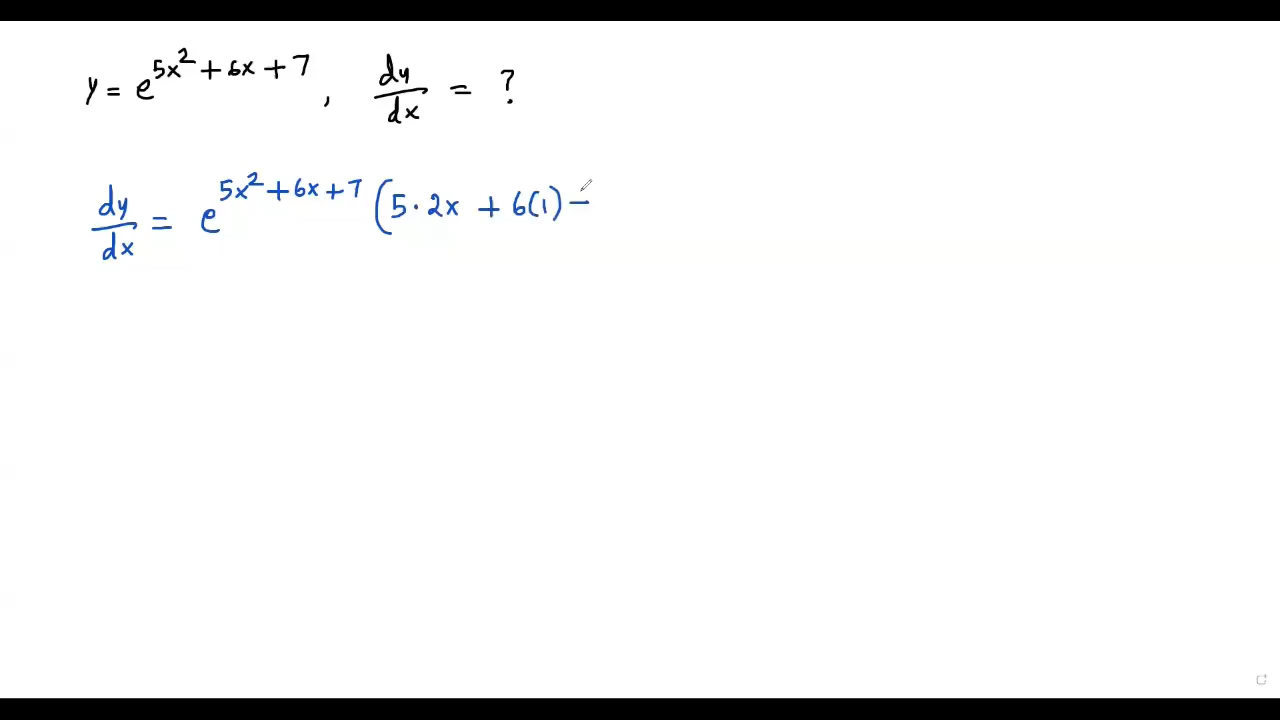 y = e^{5x^2 + 6x + 7}, dy/dx = ?
dy/dx = e^{5x^2 + 6x + 7} (5 · 2x + 6(1) −